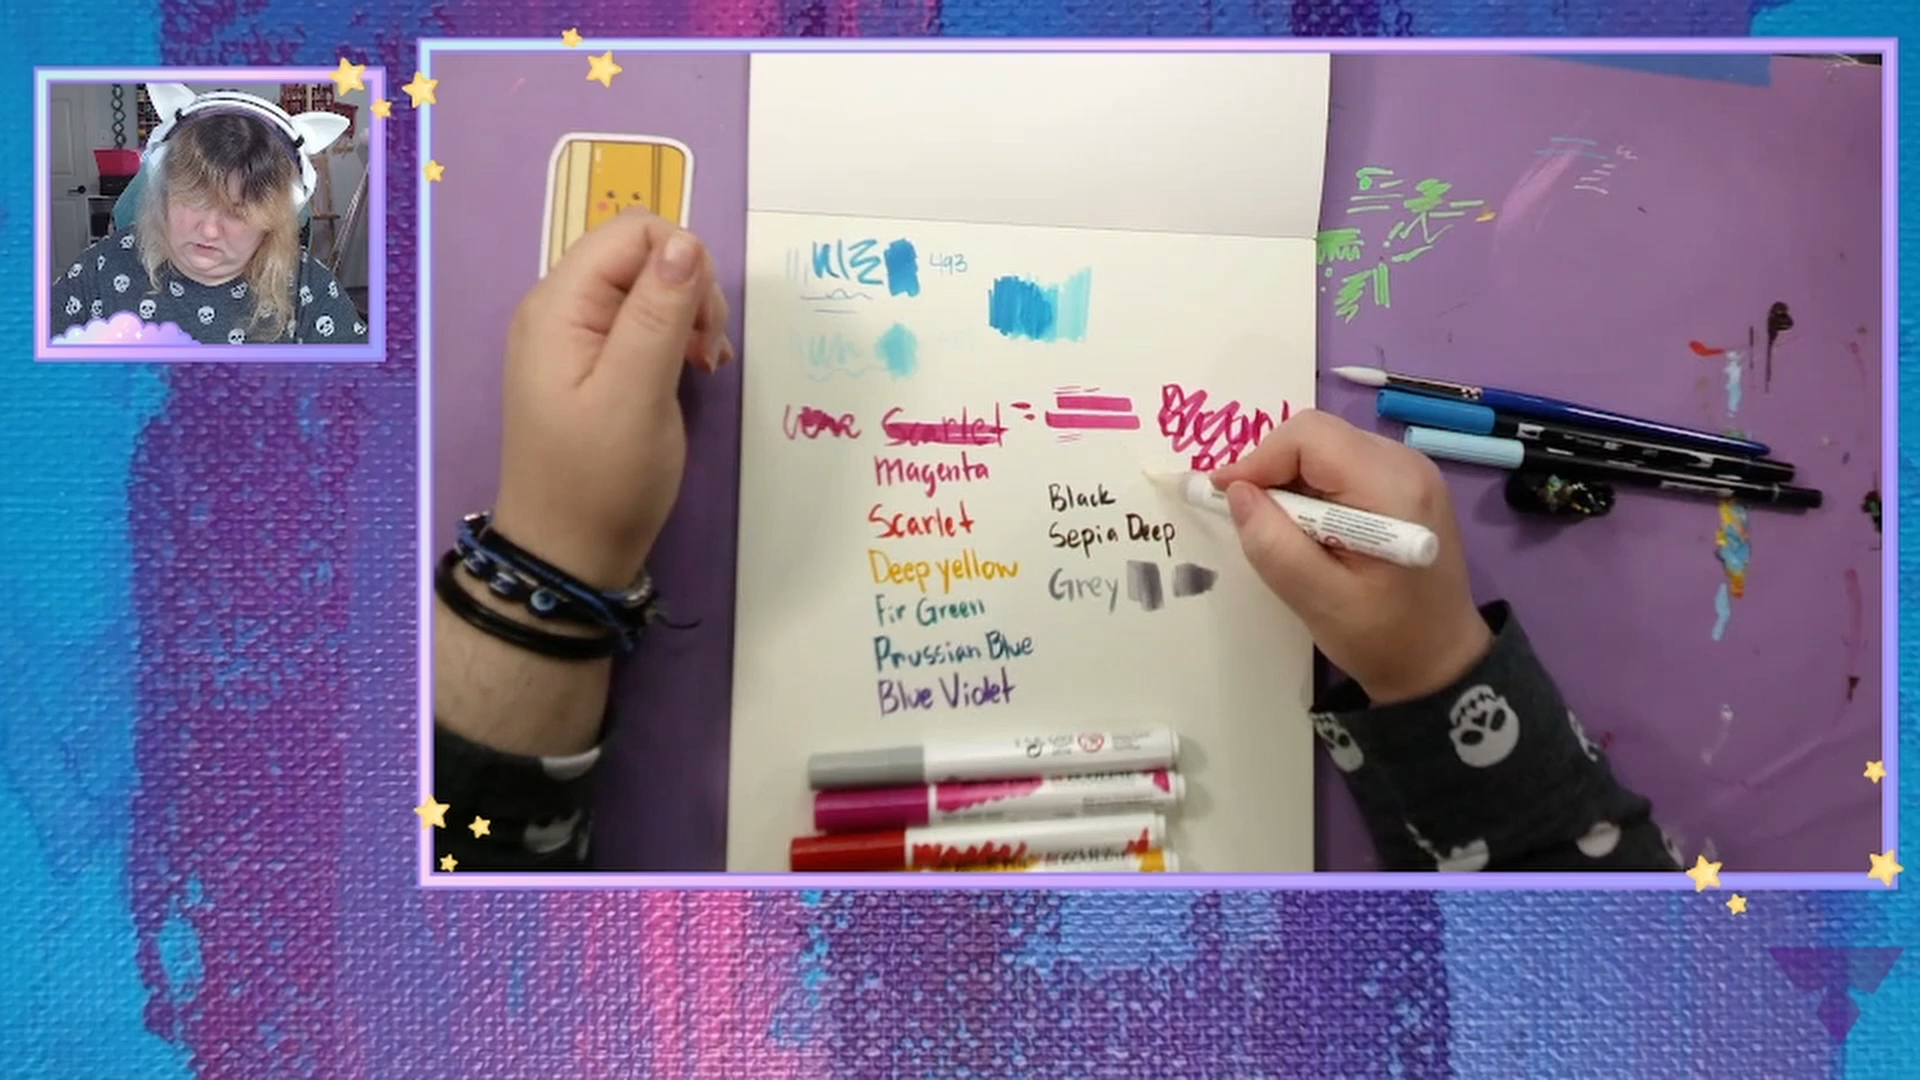 493
Scarlet
Magenta
Scarlet
Deep yellow
Fir Green
Prussian Blue
Blue Violet
Black
Sepia Deep
Grey